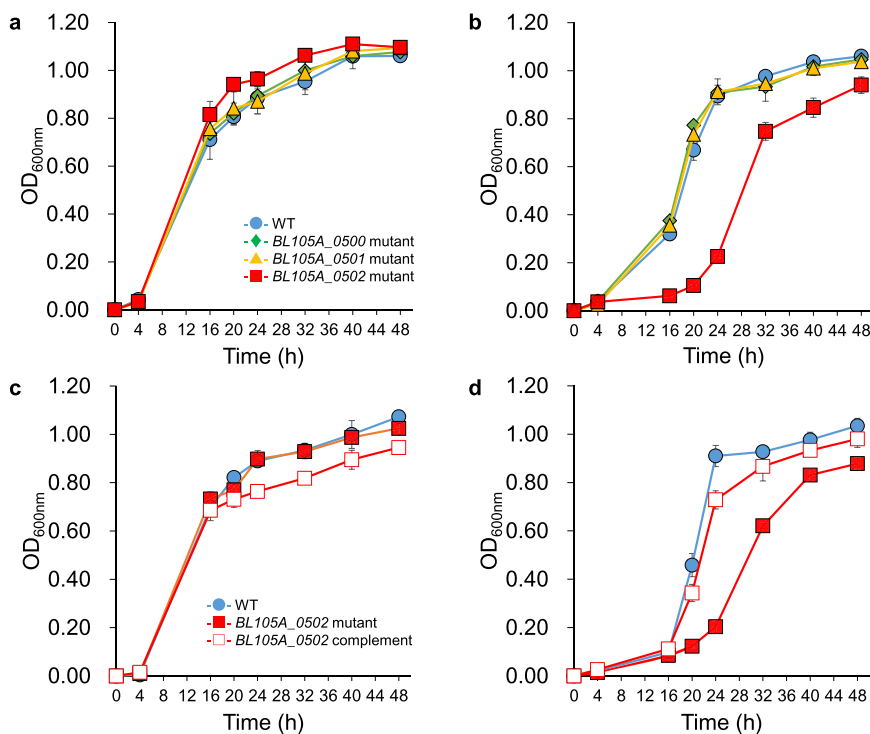 a
1.20
1.00
0.80
0.60
0.40
0.20
0.00
OD600nm
WT
BL105A_0500 mutant
BL105A_0501 mutant
BL105A_0502 mutant
0 4 16 20 24 28 32 36 40 44 48
Time (h)
b
1.20
1.00
0.80
0.60
0.40
0.20
0.00
OD600nm
0 4 8 12 16 20 24 28 32 36 40 44 48
Time (h)
c
1.20
1.00
0.80
0.60
0.40
0.20
0.00
OD600nm
WT
BL105A_0502 mutant
BL105A_0502 complement
0 4 8 12 16 20 24 28 32 36 40 44 48
Time (h)
d
1.20
1.00
0.80
0.60
0.40
0.20
0.00
OD600nm
0 4 8 12 16 20 24 28 32 36 40 44 48
Time (h)